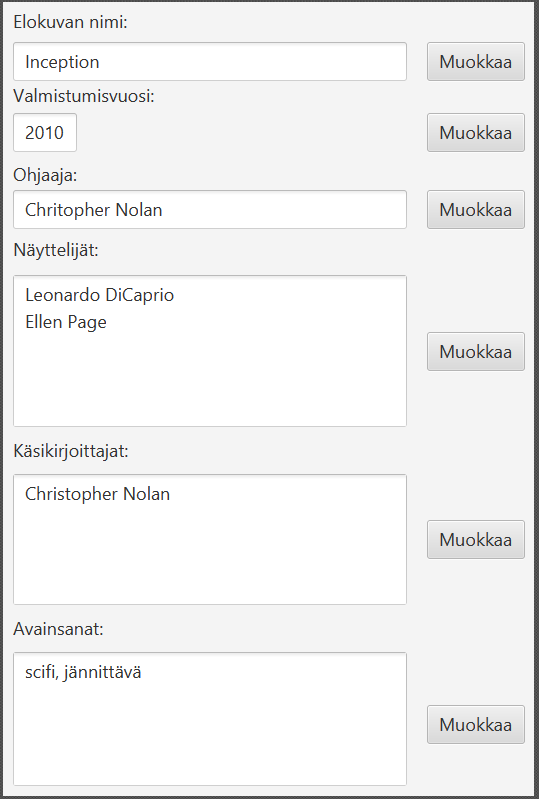 Elokuvan nimi:
Inception
Muokkaa
Valmistumisvuosi:
2010
Muokkaa
Ohjaaja:
Chritopher Nolan
Muokkaa
Näyttelijät:
Leonardo DiCaprio
Ellen Page
Muokkaa
Käsikirjoittajat:
Christopher Nolan
Muokkaa
Avainsanat:
scifi, jännittävä
Muokkaa